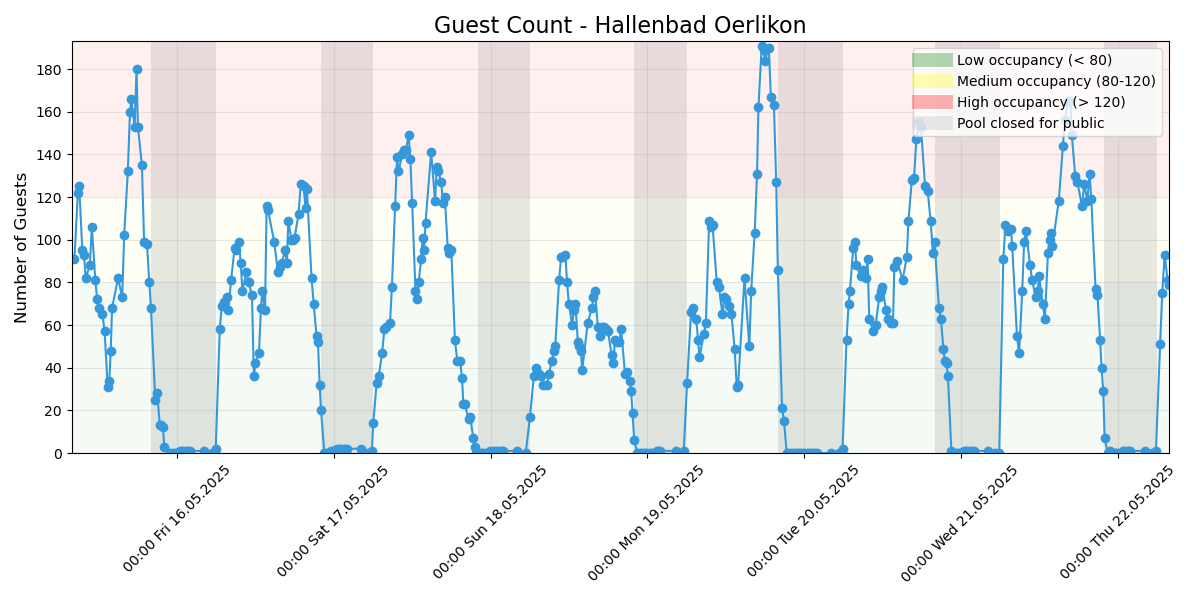 Guest Count - Hallenbad Oerlikon
Number of Guests
180
160
140
120
100
80
60
40
20
0
Low occupancy (< 80)
Medium occupancy (80-120)
High occupancy (> 120)
Pool closed for public
00:00 Fri 16.05.2025
00:00 Sat 17.05.2025
00:00 Sun 18.05.2025
00:00 Mon 19.05.2025
00:00 Tue 20.05.2025
00:00 Wed 21.05.2025
00:00 Thu 22.05.2025